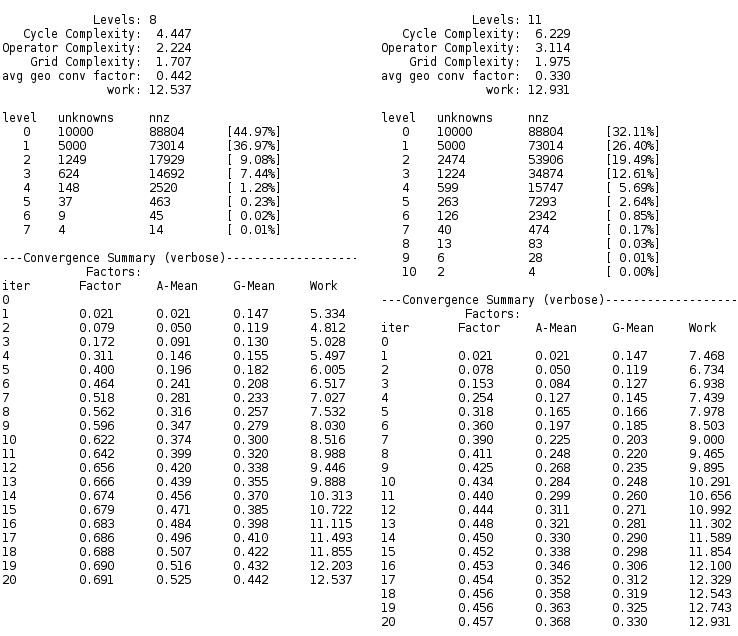 Levels: 8
Cycle Complexity: 4.447
Operator Complexity: 2.224
Grid Complexity: 1.707
avg geo conv factor: 0.442
work: 12.537
level unknowns nnz
0 10000 88804 [44.97%]
1 5000 73014 [36.97%]
2 1249 17929 [ 9.08%]
3 624 14692 [ 7.44%]
4 148 2520 [ 1.28%]
5 37 463 [ 0.23%]
6 9 45 [ 0.02%]
7 4 14 [ 0.01%]
---Convergence Summary (verbose)-------------------
Factors:
iter Factor A-Mean G-Mean Work
0
1 0.021 0.021 0.147 5.334
2 0.079 0.050 0.119 4.812
3 0.172 0.091 0.130 5.028
4 0.311 0.146 0.155 5.497
5 0.400 0.196 0.182 6.005
6 0.464 0.241 0.208 6.517
7 0.518 0.281 0.233 7.027
8 0.562 0.316 0.257 7.532
9 0.596 0.347 0.279 8.030
10 0.622 0.374 0.300 8.516
11 0.642 0.399 0.320 8.988
12 0.656 0.420 0.338 9.446
13 0.666 0.439 0.355 9.888
14 0.674 0.456 0.370 10.313
15 0.679 0.471 0.385 10.722
16 0.683 0.484 0.398 11.115
17 0.686 0.496 0.410 11.493
18 0.688 0.507 0.422 11.855
19 0.690 0.516 0.432 12.203
20 0.691 0.525 0.442 12.537
Levels: 11
Cycle Complexity: 6.229
Operator Complexity: 3.114
Grid Complexity: 1.975
avg geo conv factor: 0.330
work: 12.931
level unknowns nnz
0 10000 88804 [32.11%]
1 5000 73014 [26.40%]
2 2474 53906 [19.49%]
3 1224 34874 [12.61%]
4 599 15747 [ 5.69%]
5 263 7293 [ 2.64%]
6 126 2342 [ 0.85%]
7 40 474 [ 0.17%]
8 13 83 [ 0.03%]
9 6 28 [ 0.01%]
10 2 4 [ 0.00%]
---Convergence Summary (verbose)-------------------
Factors:
iter Factor A-Mean G-Mean Work
0
1 0.021 0.021 0.147 7.468
2 0.078 0.050 0.119 6.734
3 0.153 0.084 0.127 6.938
4 0.254 0.127 0.145 7.439
5 0.318 0.165 0.166 7.978
6 0.360 0.197 0.185 8.503
7 0.390 0.225 0.203 9.000
8 0.411 0.248 0.220 9.465
9 0.425 0.268 0.235 9.895
10 0.434 0.284 0.248 10.291
11 0.440 0.299 0.260 10.656
12 0.444 0.311 0.271 10.992
13 0.448 0.321 0.281 11.302
14 0.450 0.330 0.290 11.589
15 0.452 0.338 0.298 11.854
16 0.453 0.346 0.306 12.100
17 0.454 0.352 0.312 12.329
18 0.456 0.358 0.319 12.543
19 0.456 0.363 0.325 12.743
20 0.457 0.368 0.330 12.931